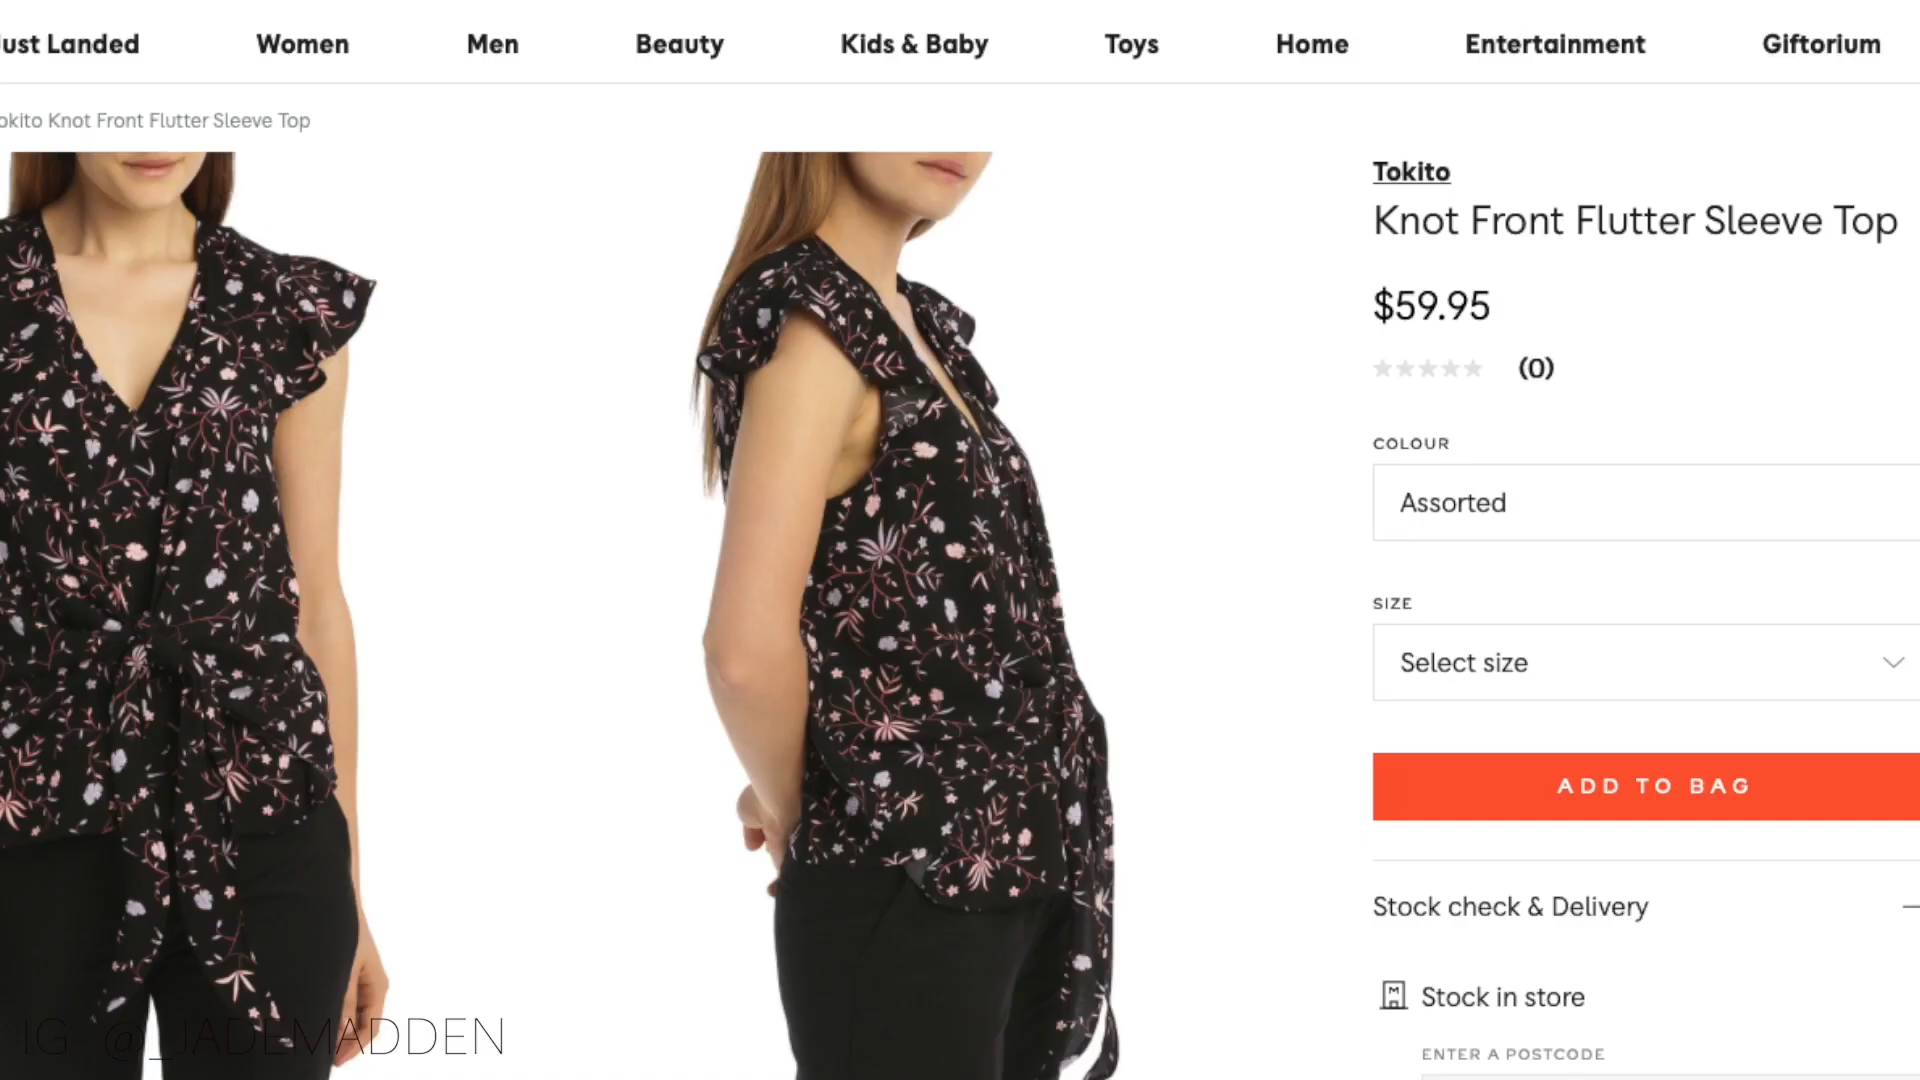 Just Landed Women Men Beauty Kids & Baby Toys Home Entertainment Giftorium
Tokito Knot Front Flutter Sleeve Top
Tokito
Knot Front Flutter Sleeve Top
$59.95
(0)
COLOUR
Assorted
SIZE
Select size
ADD TO BAG
Stock check & Delivery
Stock in store
ENTER A POSTCODE
IG @_JADEMADDEN